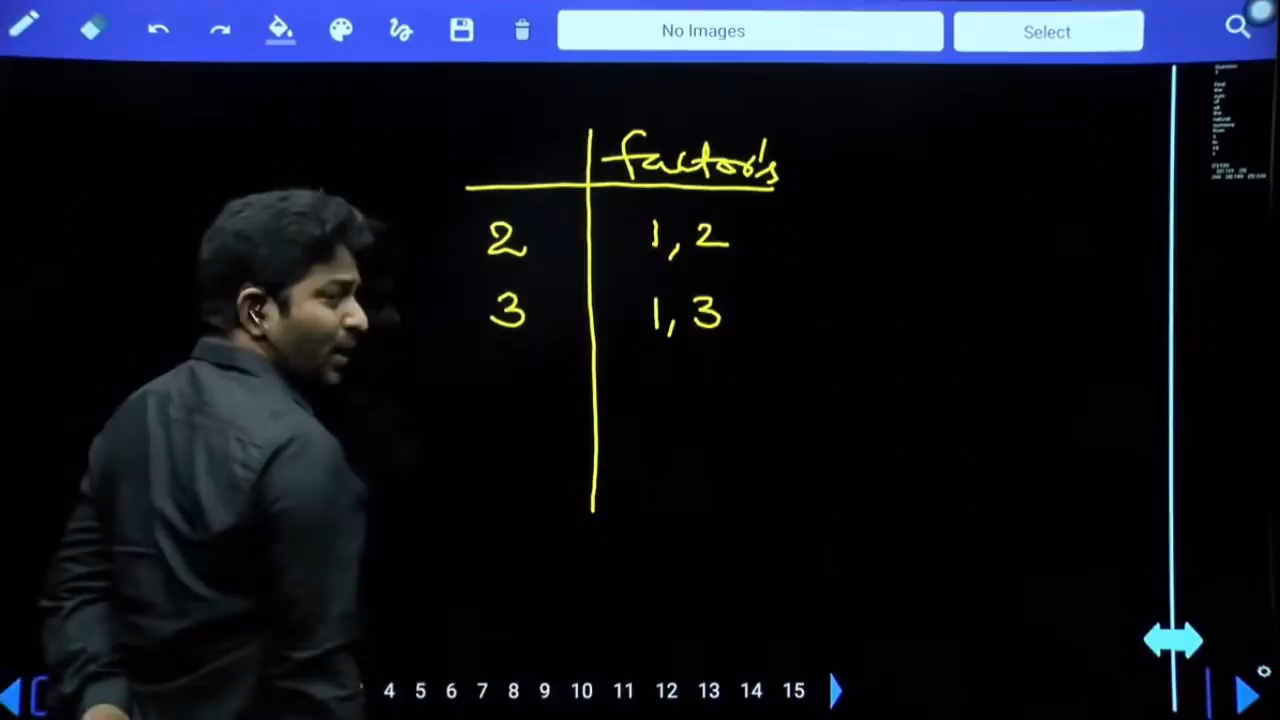 No Images
Select
factor's
2 1, 2
3 1, 3
4 5 6 7 8 9 10 11 12 13 14 15